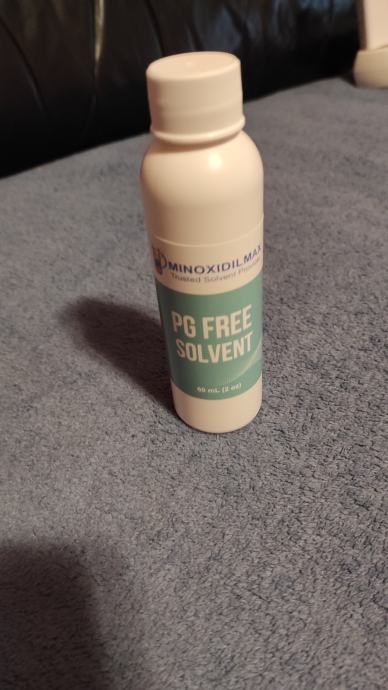 MINOXIDILMAX
Trusted Solvent Provider
PG FREE
SOLVENT
60 mL (2 oz)